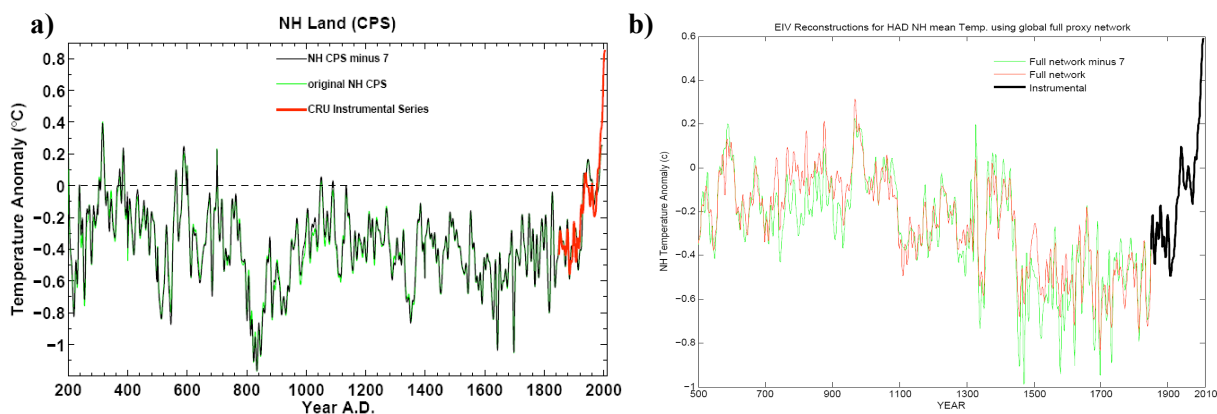 a)
NH Land (CPS)
NH CPS minus 7
original NH CPS
CRU Instrumental Series
Temperature Anomaly (°C)
0.8
0.6
0.4
0.2
0
−0.2
−0.4
−0.6
−0.8
−1
200 400 600 800 1000 1200 1400 1600 1800 2000
Year A.D.
b)
EIV Reconstructions for HAD NH mean Temp. using global full proxy network
Full network minus 7
Full network
Instrumental
NH Temperature Anomaly (c)
0.6
0.4
0.2
0
-0.2
-0.4
-0.6
-0.8
-1
500 700 900 1100 1300 1500 1700 1900 2010
YEAR